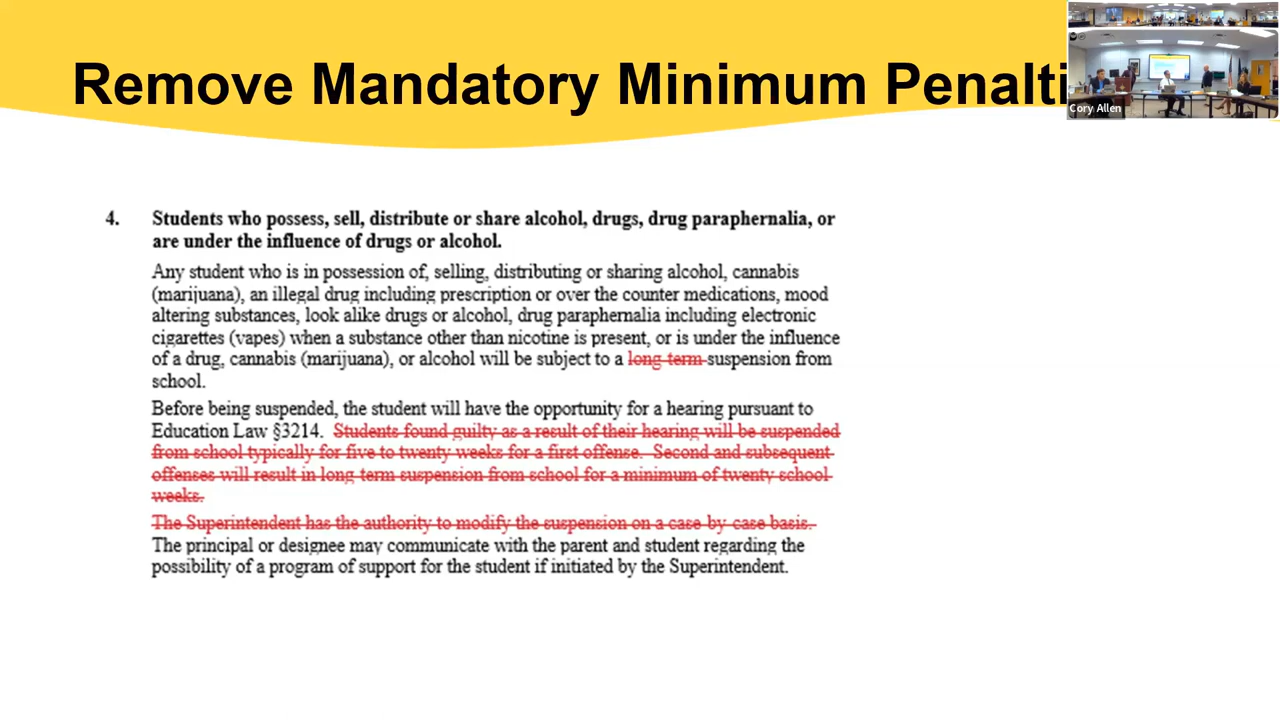 Remove Mandatory Minimum Penalti
Cory Allen
4. Students who possess, sell, distribute or share alcohol, drugs, drug paraphernalia, or
are under the influence of drugs or alcohol.
Any student who is in possession of, selling, distributing or sharing alcohol, cannabis
(marijuana), an illegal drug including prescription or over the counter medications, mood
altering substances, look alike drugs or alcohol, drug paraphernalia including electronic
cigarettes (vapes) when a substance other than nicotine is present, or is under the influence
of a drug, cannabis (marijuana), or alcohol will be subject to a long-term suspension from
school.
Before being suspended, the student will have the opportunity for a hearing pursuant to
Education Law §3214. Students found guilty as a result of their hearing will be suspended
from school typically for five to twenty weeks for a first offense. Second and subsequent
offenses will result in long-term suspension from school for a minimum of twenty school
weeks.
The Superintendent has the authority to modify the suspension on a case-by-case basis.
The principal or designee may communicate with the parent and student regarding the
possibility of a program of support for the student if initiated by the Superintendent.